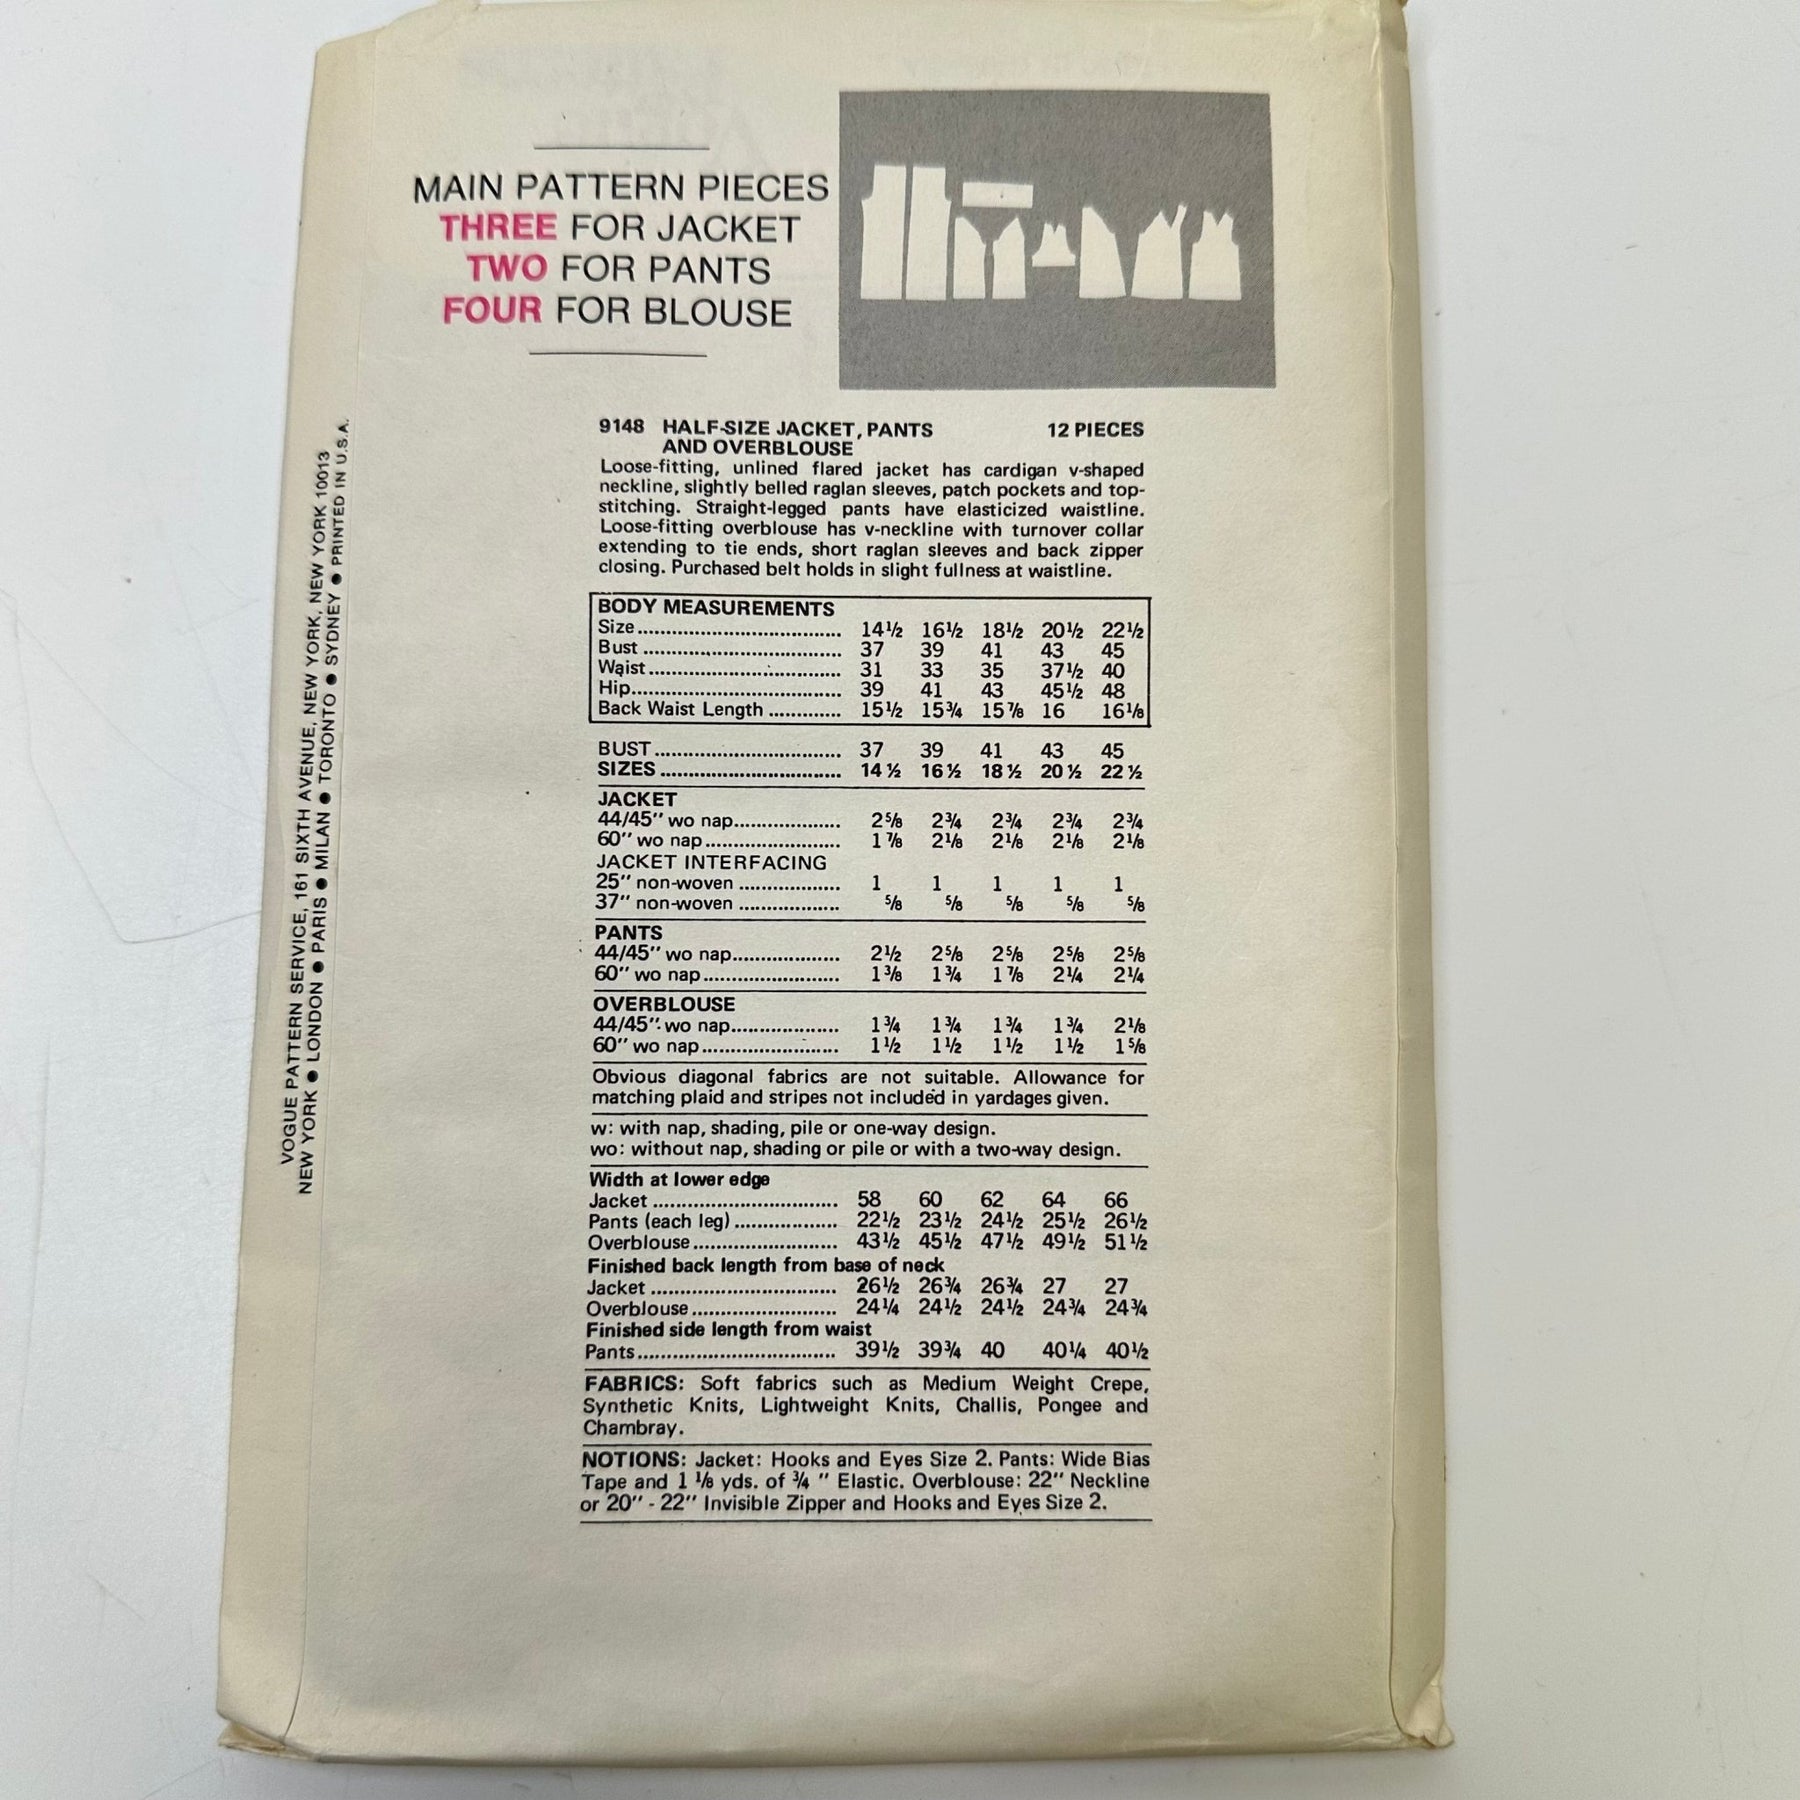 MAIN PATTERN PIECES
THREE FOR JACKET
TWO FOR PANTS
FOUR FOR BLOUSE
9148 HALF-SIZE JACKET, PANTS 12 PIECES
AND OVERBLOUSE
Loose-fitting, unlined flared jacket has cardigan v-shaped
neckline, slightly belled raglan sleeves, patch pockets and top-
stitching. Straight-legged pants have elasticized waistline.
Loose-fitting overblouse has v-neckline with turnover collar
extending to tie ends, short raglan sleeves and back zipper
closing. Purchased belt holds in slight fullness at waistline.
BODY MEASUREMENTS
Size.................................... 14½ 16½ 18½ 20½ 22½
Bust ................................... 37 39 41 43 45
Waist.................................. 31 33 35 37½ 40
Hip..................................... 39 41 43 45½ 48
Back Waist Length ............. 15½ 15¾ 15⅞ 16 16⅛
BUST ................................. 37 39 41 43 45
SIZES ................................ 14 ½ 16 ½ 18 ½ 20 ½ 22 ½
JACKET
44/45" wo nap................... 2⅝ 2¾ 2¾ 2¾ 2¾
60" wo nap........................ 1⅞ 2⅛ 2⅛ 2⅛ 2⅛
JACKET INTERFACING
25" non-woven .................. 1 1 1 1 1
37" non-woven .................. ⅝ ⅝ ⅝ ⅝ ⅝
PANTS
44/45" wo nap................... 2½ 2⅝ 2⅝ 2⅝ 2⅝
60" wo nap........................ 1⅜ 1¾ 1⅞ 2¼ 2¼
OVERBLOUSE
44/45" wo nap................... 1¾ 1¾ 1¾ 1¾ 2⅛
60" wo nap........................ 1½ 1½ 1½ 1½ 1⅝
Obvious diagonal fabrics are not suitable. Allowance for
matching plaid and stripes not included in yardages given.
w: with nap, shading, pile or one-way design.
wo: without nap, shading or pile or with a two-way design.
Width at lower edge
Jacket ................................. 58 60 62 64 66
Pants (each leg) .................. 22½ 23½ 24½ 25½ 26½
Overblouse.......................... 43½ 45½ 47½ 49½ 51½
Finished back length from base of neck
Jacket ................................. 26½ 26¾ 26¾ 27 27
Overblouse.......................... 24¼ 24½ 24½ 24¾ 24¾
Finished side length from waist
Pants................................... 39½ 39¾ 40 40¼ 40½
FABRICS: Soft fabrics such as Medium Weight Crepe,
Synthetic Knits, Lightweight Knits, Challis, Pongee and
Chambray.
NOTIONS: Jacket: Hooks and Eyes Size 2. Pants: Wide Bias
Tape and 1 ⅛ yds. of ¾ " Elastic. Overblouse: 22" Neckline
or 20" - 22" Invisible Zipper and Hooks and Eyes Size 2.
VOGUE PATTERN SERVICE, 161 SIXTH AVENUE, NEW YORK, NEW YORK 10013
NEW YORK ● LONDON ● PARIS ● MILAN ● TORONTO ● SYDNEY ● PRINTED IN U.S.A.